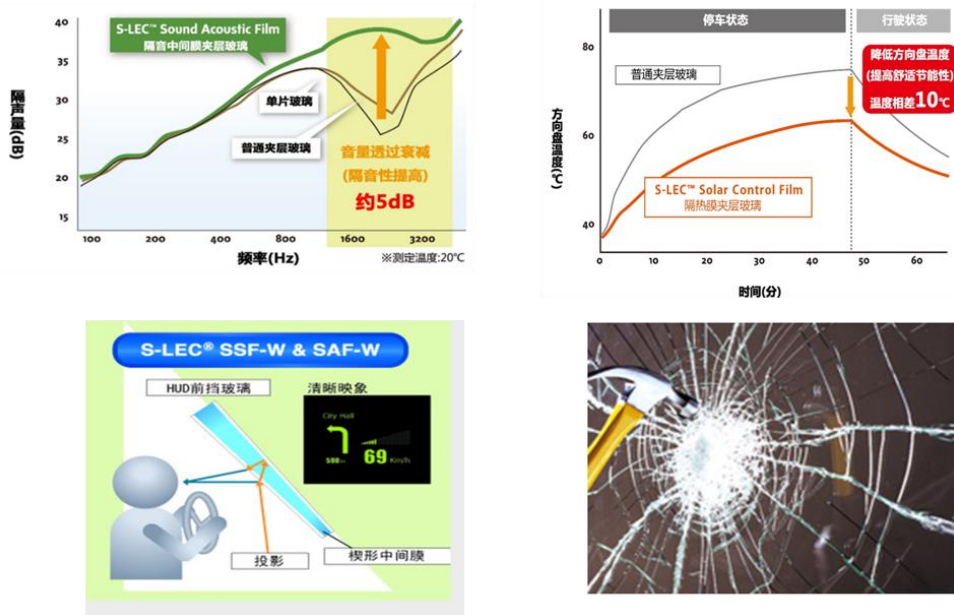 40
35
30
25
20
15
隔声量(dB)
S-LEC™ Sound Acoustic Film
隔音中间膜夹层玻璃
单片玻璃
普通夹层玻璃
音量透过衰减
(隔音性提高)
约5dB
100
200
400
800
1600
3200
频率(Hz)
※测定温度:20℃
停车状态
行驶状态
80
60
40
方向盘温度(℃)
普通夹层玻璃
降低方向盘温度
(提高舒适节能性)
温度相差10℃
S-LEC™ Solar Control Film
隔热膜夹层玻璃
0
10
20
30
40
50
60
时间(分)
S-LEC® SSF-W & SAF-W
HUD前挡玻璃
清晰映象
City Hall
500m
69 Km/h
投影
楔形中间膜